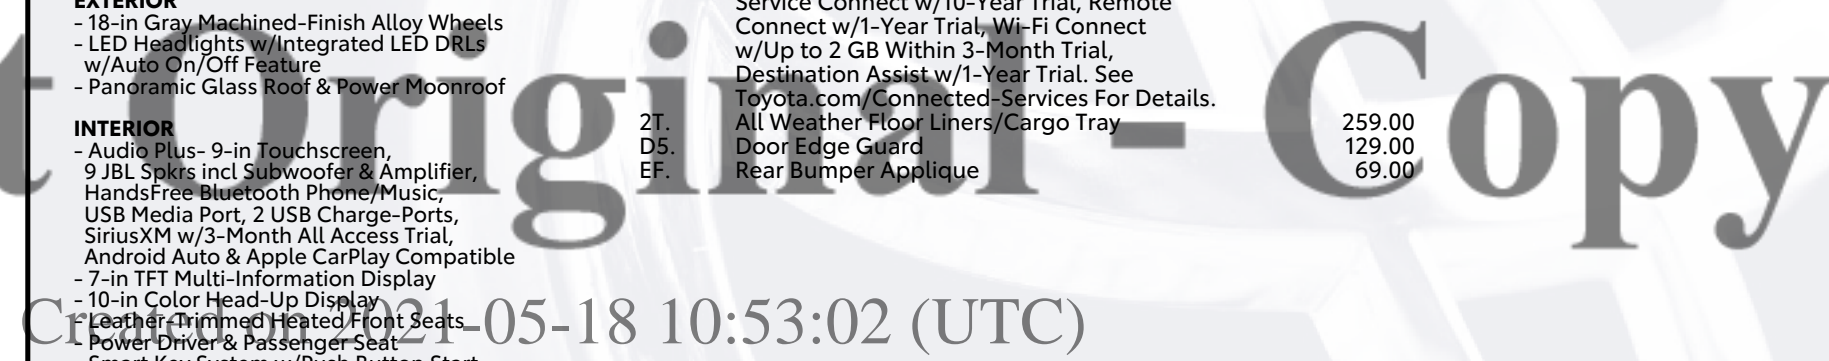 EXTERIOR
- 18-in Gray Machined-Finish Alloy Wheels
- LED Headlights w/Integrated LED DRLs
w/Auto On/Off Feature
- Panoramic Glass Roof & Power Moonroof
INTERIOR
- Audio Plus- 9-in Touchscreen,
9 JBL Spkrs incl Subwoofer & Amplifier,
HandsFree Bluetooth Phone/Music,
USB Media Port, 2 USB Charge-Ports,
SiriusXM w/3-Month All Access Trial,
Android Auto & Apple CarPlay Compatible
- 7-in TFT Multi-Information Display
- 10-in Color Head-Up Display
- Leather-Trimmed Heated Front Seats
- Power Driver & Passenger Seat
- Smart Key System w/Push Button Start
Service Connect w/10-Year Trial, Remote
Connect w/1-Year Trial, Wi-Fi Connect
w/Up to 2 GB Within 3-Month Trial,
Destination Assist w/1-Year Trial. See
Toyota.com/Connected-Services For Details.
2T. All Weather Floor Liners/Cargo Tray 259.00
D5. Door Edge Guard 129.00
EF. Rear Bumper Applique 69.00
t Original - Copy
Created on 2021-05-18 10:53:02 (UTC)